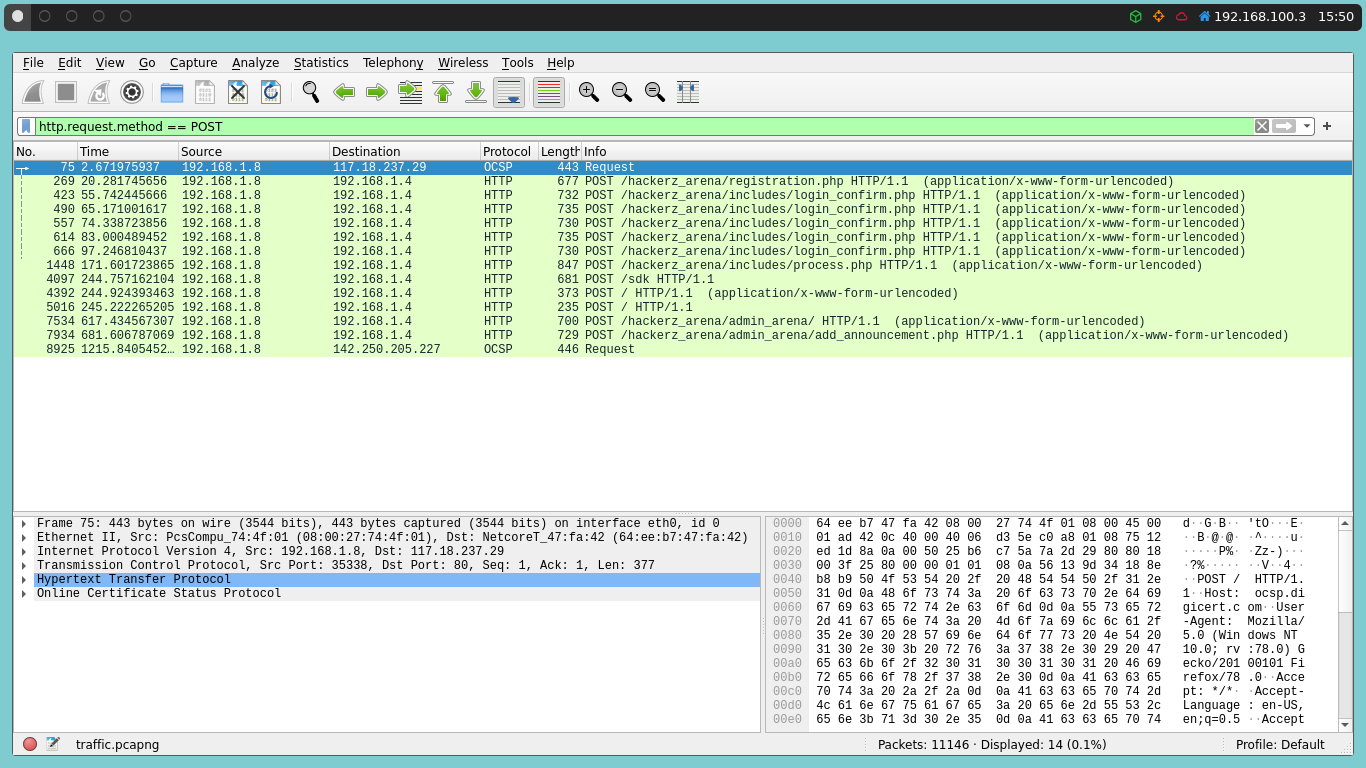 192.168.100.3 15:50
File Edit View Go Capture Analyze Statistics Telephony Wireless Tools Help
http.request.method == POST
No. Time Source Destination Protocol Length Info
75 2.671975937 192.168.1.8 117.18.237.29 OCSP 443 Request
269 20.281745656 192.168.1.8 192.168.1.4 HTTP 677 POST /hackerz_arena/registration.php HTTP/1.1 (application/x-www-form-urlencoded)
423 55.742445666 192.168.1.8 192.168.1.4 HTTP 732 POST /hackerz_arena/includes/login_confirm.php HTTP/1.1 (application/x-www-form-urlencoded)
490 65.171001617 192.168.1.8 192.168.1.4 HTTP 735 POST /hackerz_arena/includes/login_confirm.php HTTP/1.1 (application/x-www-form-urlencoded)
557 74.338723856 192.168.1.8 192.168.1.4 HTTP 730 POST /hackerz_arena/includes/login_confirm.php HTTP/1.1 (application/x-www-form-urlencoded)
614 83.000489452 192.168.1.8 192.168.1.4 HTTP 735 POST /hackerz_arena/includes/login_confirm.php HTTP/1.1 (application/x-www-form-urlencoded)
666 97.246810437 192.168.1.8 192.168.1.4 HTTP 730 POST /hackerz_arena/includes/login_confirm.php HTTP/1.1 (application/x-www-form-urlencoded)
1448 171.601723865 192.168.1.8 192.168.1.4 HTTP 847 POST /hackerz_arena/includes/process.php HTTP/1.1 (application/x-www-form-urlencoded)
4097 244.757162104 192.168.1.8 192.168.1.4 HTTP 681 POST /sdk HTTP/1.1
4392 244.924393463 192.168.1.8 192.168.1.4 HTTP 373 POST / HTTP/1.1 (application/x-www-form-urlencoded)
5016 245.222265205 192.168.1.8 192.168.1.4 HTTP 235 POST / HTTP/1.1
7534 617.434567307 192.168.1.8 192.168.1.4 HTTP 700 POST /hackerz_arena/admin_arena/ HTTP/1.1 (application/x-www-form-urlencoded)
7934 681.606787069 192.168.1.8 192.168.1.4 HTTP 729 POST /hackerz_arena/admin_arena/add_announcement.php HTTP/1.1 (application/x-www-form-urlencoded)
8925 1215.8405452… 192.168.1.8 142.250.205.227 OCSP 446 Request
Frame 75: 443 bytes on wire (3544 bits), 443 bytes captured (3544 bits) on interface eth0, id 0
Ethernet II, Src: PcsCompu_74:4f:01 (08:00:27:74:4f:01), Dst: NetcoreT_47:fa:42 (64:ee:b7:47:fa:42)
Internet Protocol Version 4, Src: 192.168.1.8, Dst: 117.18.237.29
Transmission Control Protocol, Src Port: 35338, Dst Port: 80, Seq: 1, Ack: 1, Len: 377
Hypertext Transfer Protocol
Online Certificate Status Protocol
0000 64 ee b7 47 fa 42 08 00 27 74 4f 01 08 00 45 00 d··G·B·· 'tO···E·
0010 01 ad 42 0c 40 00 40 06 d3 5e c0 a8 01 08 75 12 ··B·@·@· ·^····u·
0020 ed 1d 8a 0a 00 50 25 b6 c7 5a 7a 2d 29 80 80 18 ·····P%· ·Zz-)···
0030 00 3f 25 80 00 00 01 01 08 0a 56 13 9d 34 18 8e ·?%····· ··V··4··
0040 b8 b9 50 4f 53 54 20 2f 20 48 54 54 50 2f 31 2e ··POST / HTTP/1.
0050 31 0d 0a 48 6f 73 74 3a 20 6f 63 73 70 2e 64 69 1··Host: ocsp.di
0060 67 69 63 65 72 74 2e 63 6f 6d 0d 0a 55 73 65 72 gicert.c om··User
0070 2d 41 67 65 6e 74 3a 20 4d 6f 7a 69 6c 6c 61 2f -Agent: Mozilla/
0080 35 2e 30 20 28 57 69 6e 64 6f 77 73 20 4e 54 20 5.0 (Win dows NT
0090 31 30 2e 30 3b 20 72 76 3a 37 38 2e 30 29 20 47 10.0; rv :78.0) G
00a0 65 63 6b 6f 2f 32 30 31 30 30 31 30 31 20 46 69 ecko/201 00101 Fi
00b0 72 65 66 6f 78 2f 37 38 2e 30 0d 0a 41 63 63 65 refox/78 .0··Acce
00c0 70 74 3a 20 2a 2f 2a 0d 0a 41 63 63 65 70 74 2d pt: */*· ·Accept-
00d0 4c 61 6e 67 75 61 67 65 3a 20 65 6e 2d 55 53 2c Language : en-US,
00e0 65 6e 3b 71 3d 30 2e 35 0d 0a 41 63 63 65 70 74 en;q=0.5 ··Accept
traffic.pcapng Packets: 11146 · Displayed: 14 (0.1%) Profile: Default